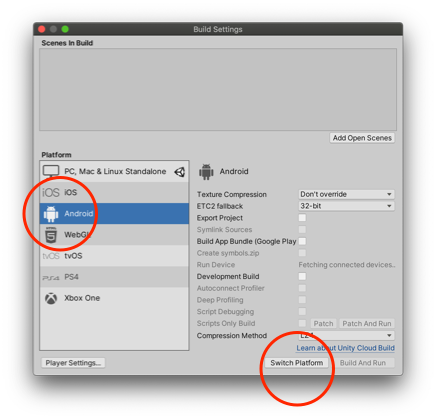 Build Settings
Scenes In Build
Add Open Scenes
Platform
PC, Mac & Linux Standalone
iOS iOS
Android
WebGL
tvOS tvOS
PS4 PS4
Xbox One
Android
Texture Compression Don't override
ETC2 fallback 32-bit
Export Project
Symlink Sources
Build App Bundle (Google Play
Create symbols.zip
Run Device Fetching connected devices..
Development Build
Autoconnect Profiler
Deep Profiling
Script Debugging
Scripts Only Build Patch Patch And Run
Compression Method LZ4
Learn about Unity Cloud Build
Player Settings... Switch Platform Build And Run